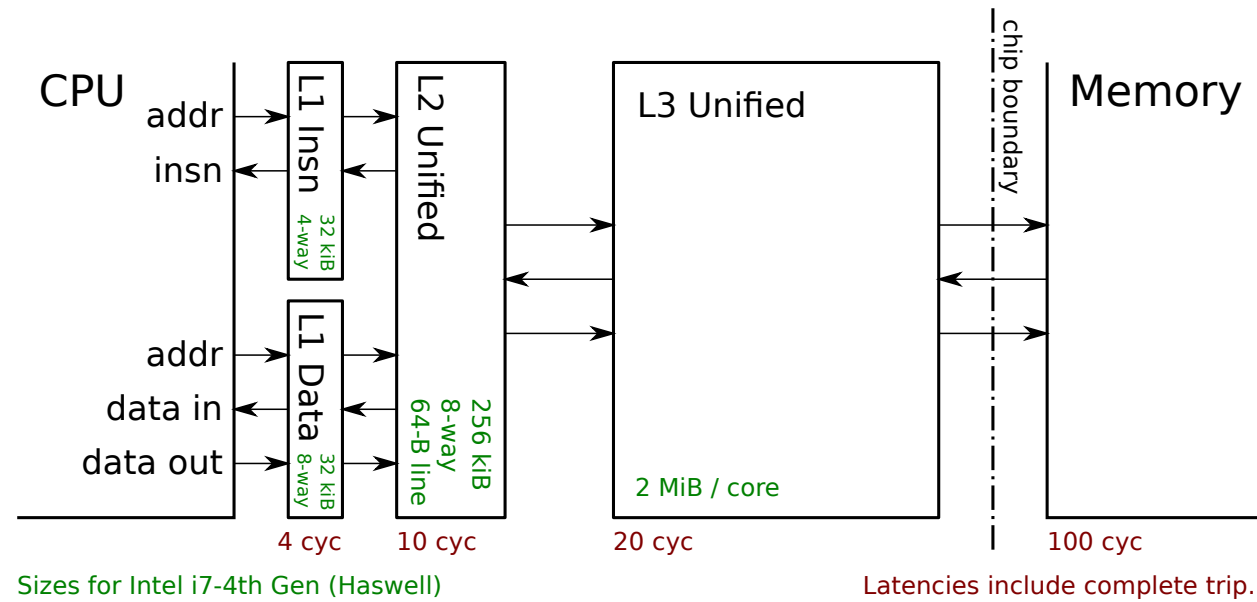 CPU
addr
insn
addr
data in
data out
L1 Insn
32 kiB
4-way
L1 Data
32 kiB
8-way
4 cyc
L2 Unified
256 kiB
8-way
64-B line
10 cyc
L3 Unified
2 MiB / core
20 cyc
chip boundary
Memory
100 cyc
Sizes for Intel i7-4th Gen (Haswell)
Latencies include complete trip.